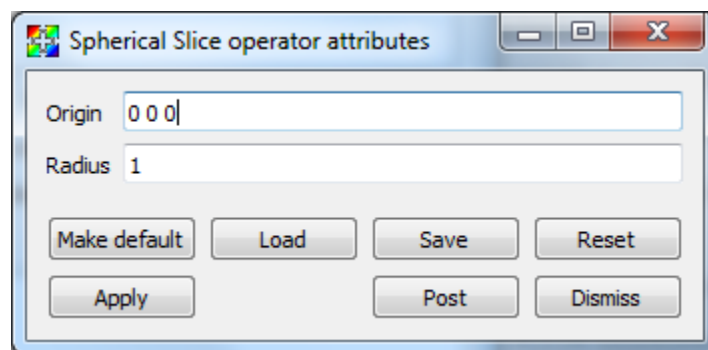 Spherical Slice operator attributes
Origin 0 0 0
Radius 1
Make default Load Save Reset
Apply Post Dismiss